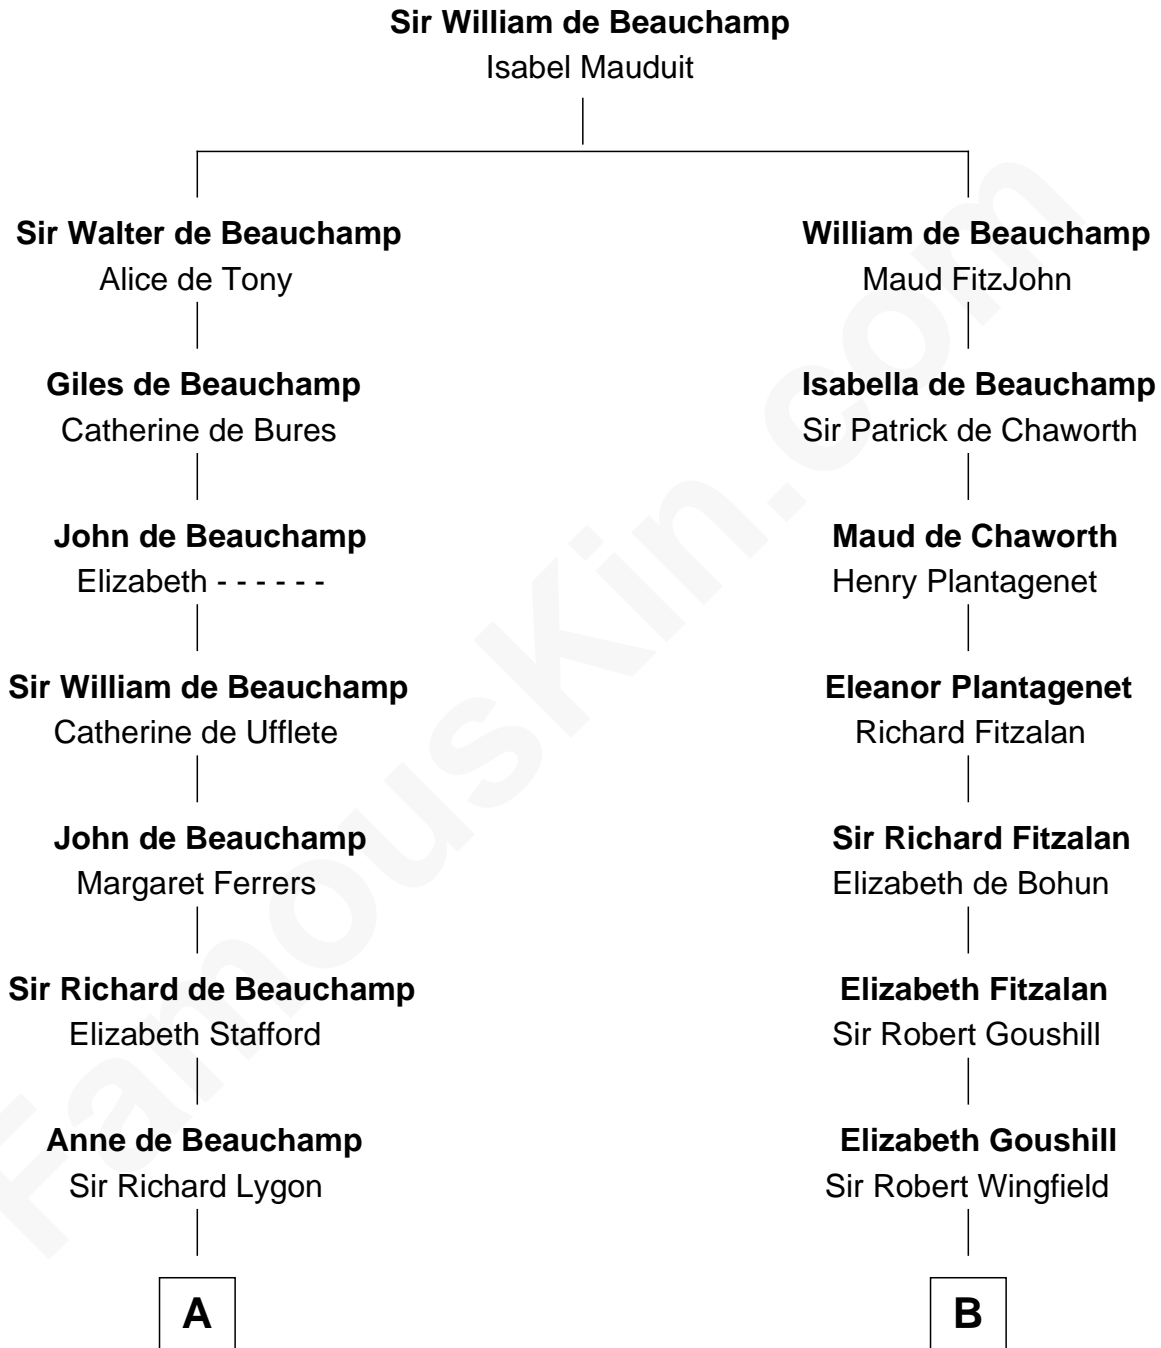 Sir William de Beauchamp
Isabel Mauduit
Sir Walter de Beauchamp
Alice de Tony
Giles de Beauchamp
Catherine de Bures
John de Beauchamp
Elizabeth - - - - - -
Sir William de Beauchamp
Catherine de Ufflete
John de Beauchamp
Margaret Ferrers
Sir Richard de Beauchamp
Elizabeth Stafford
Anne de Beauchamp
Sir Richard Lygon
A
William de Beauchamp
Maud FitzJohn
Isabella de Beauchamp
Sir Patrick de Chaworth
Maud de Chaworth
Henry Plantagenet
Eleanor Plantagenet
Richard Fitzalan
Sir Richard Fitzalan
Elizabeth de Bohun
Elizabeth Fitzalan
Sir Robert Goushill
Elizabeth Goushill
Sir Robert Wingfield
B
FamousKin.com